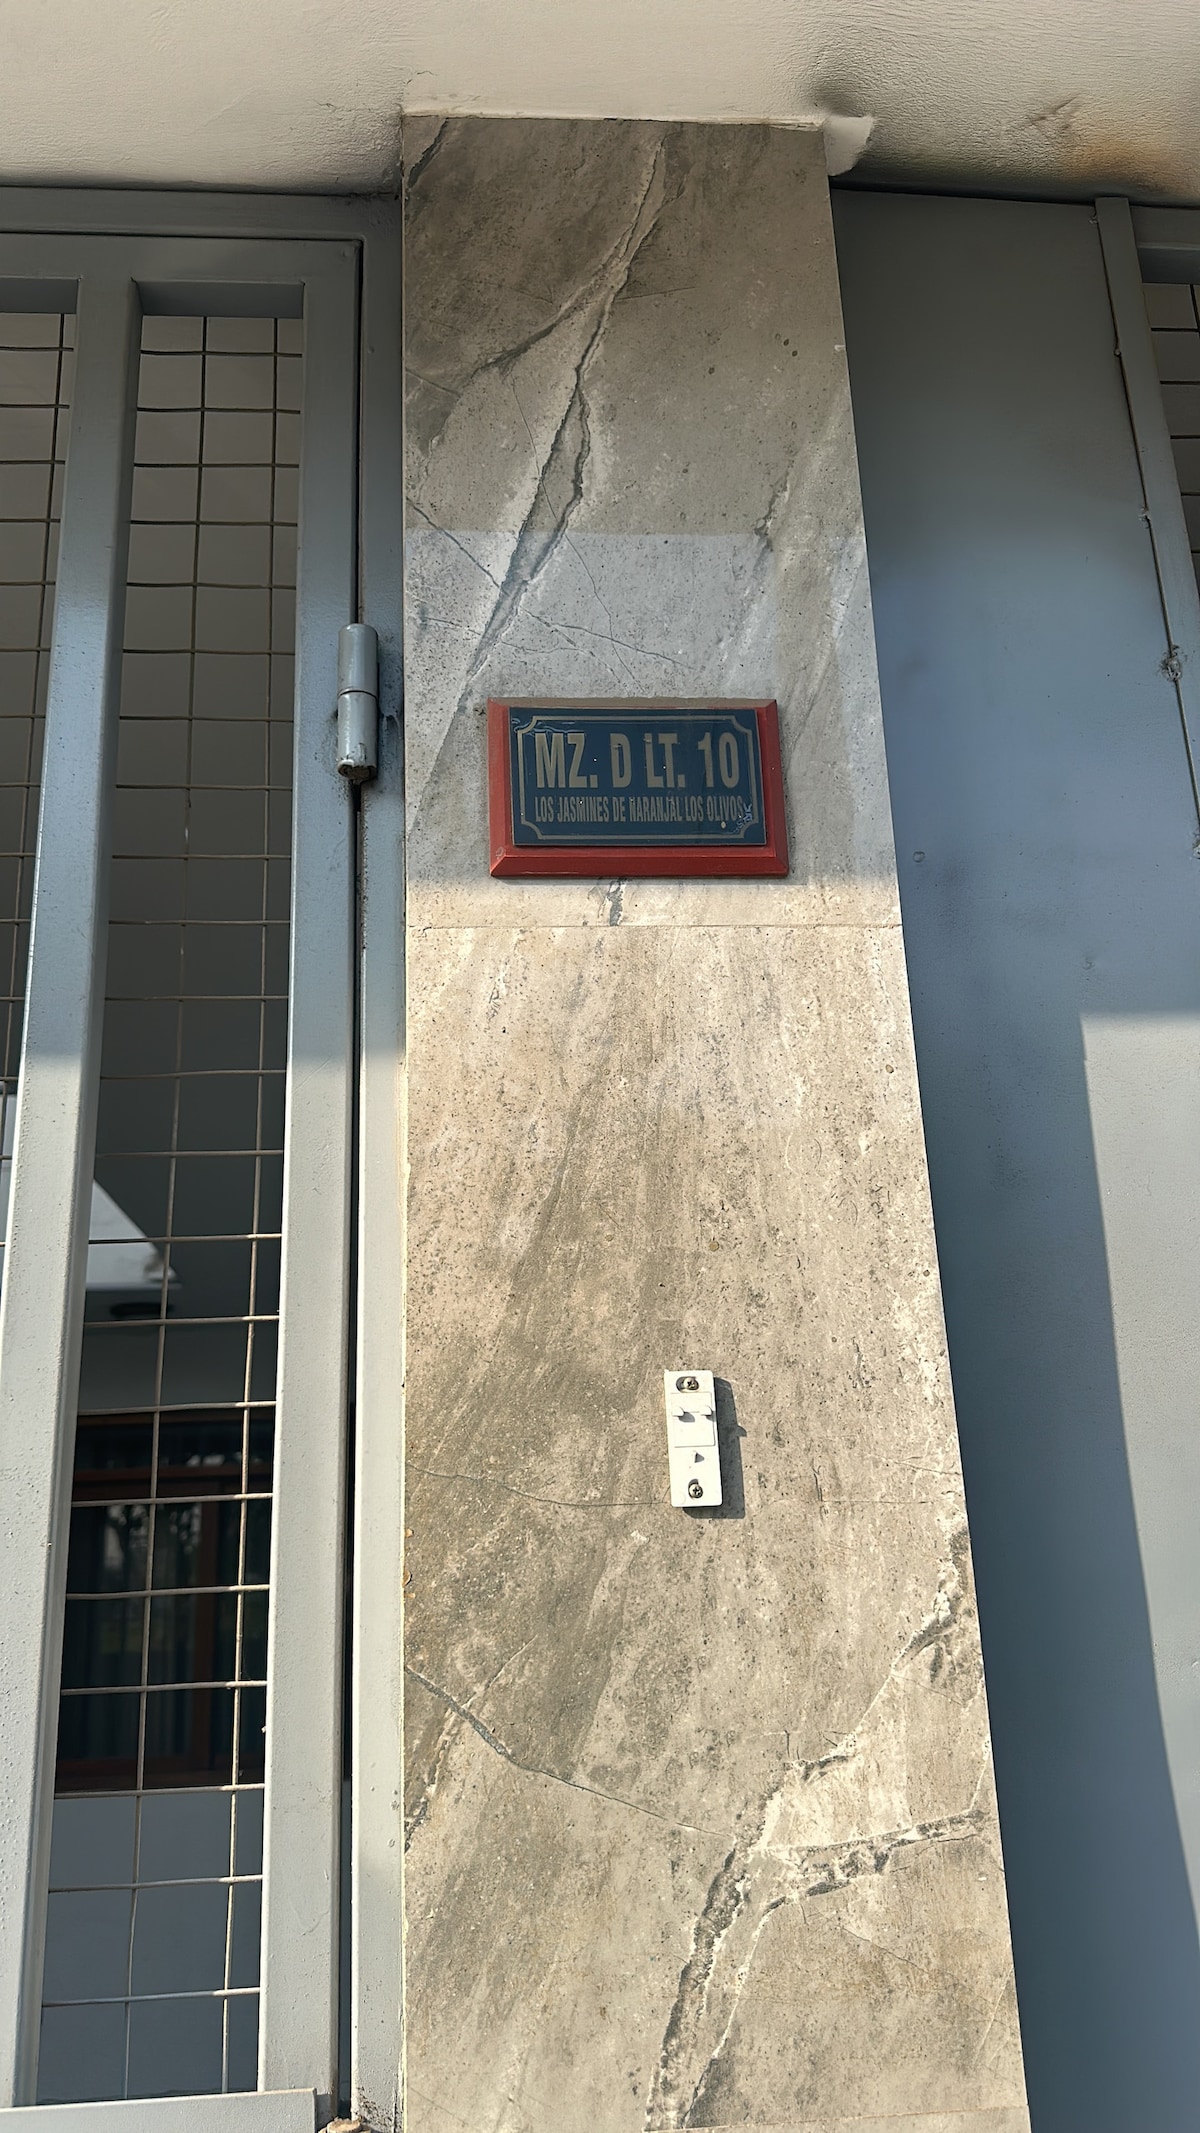 MZ. D LT. 10
LOS JASMINES DE NARANJAL LOS OLIVOS